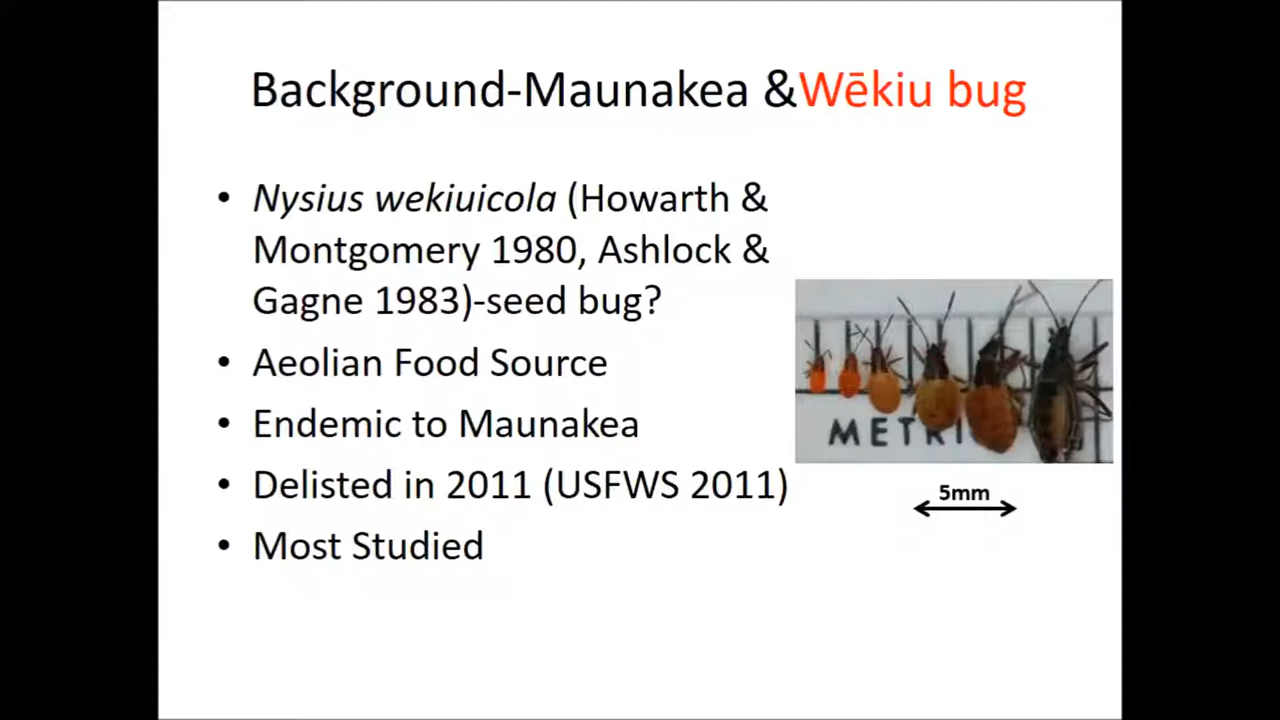 Background-Maunakea &Wēkiu bug
• Nysius wekiuicola (Howarth &
Montgomery 1980, Ashlock &
Gagne 1983)-seed bug?
• Aeolian Food Source
• Endemic to Maunakea
• Delisted in 2011 (USFWS 2011)
• Most Studied
METRI
5mm